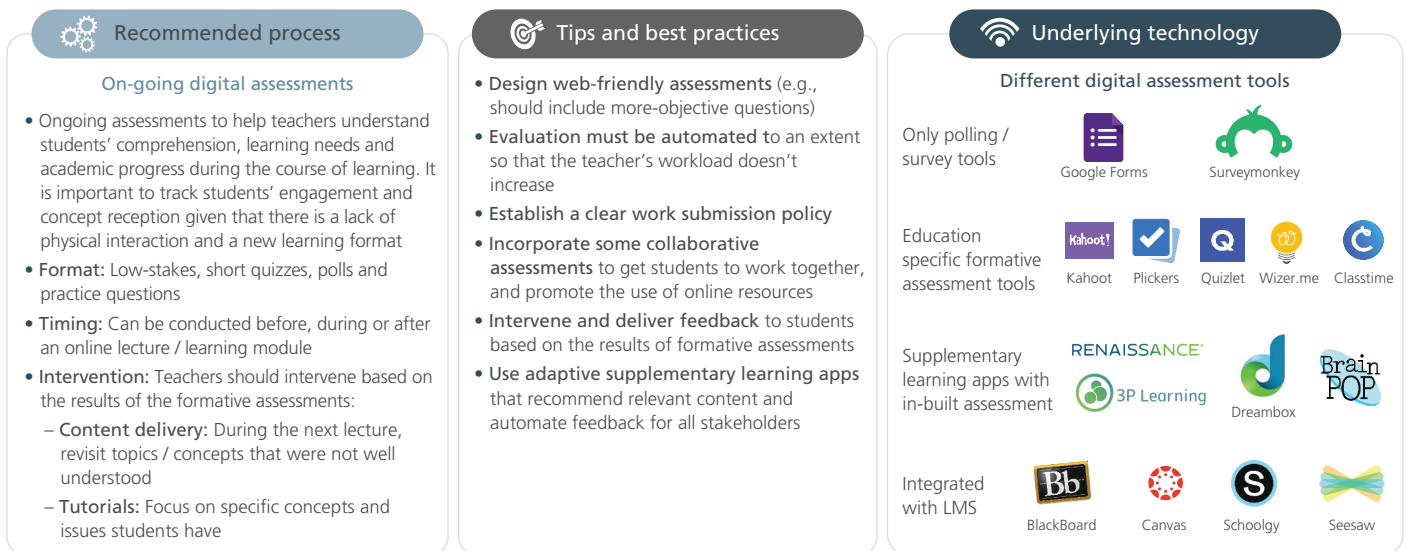 Recommended process
On-going digital assessments
• Ongoing assessments to help teachers understand
students’ comprehension, learning needs and
academic progress during the course of learning. It
is important to track students’ engagement and
concept reception given that there is a lack of
physical interaction and a new learning format
• Format: Low-stakes, short quizzes, polls and
practice questions
• Timing: Can be conducted before, during or after
an online lecture / learning module
• Intervention: Teachers should intervene based on
the results of the formative assessments:
– Content delivery: During the next lecture,
revisit topics / concepts that were not well
understood
– Tutorials: Focus on specific concepts and
issues students have
Tips and best practices
• Design web-friendly assessments (e.g.,
should include more-objective questions)
• Evaluation must be automated to an extent
so that the teacher’s workload doesn’t
increase
• Establish a clear work submission policy
• Incorporate some collaborative
assessments to get students to work together,
and promote the use of online resources
• Intervene and deliver feedback to students
based on the results of formative assessments
• Use adaptive supplementary learning apps
that recommend relevant content and
automate feedback for all stakeholders
Underlying technology
Different digital assessment tools
Only polling /
survey tools
Google Forms
Surveymonkey
Education
specific formative
assessment tools
Kahoot!
Q
C
Kahoot
Plickers
Quizlet
Wizer.me
Classtime
Supplementary
learning apps with
in-built assessment
RENAISSANCE®
3P Learning
d
Dreambox
Brain
POP
Integrated
with LMS
Bb
S
BlackBoard
Canvas
Schoolgy
Seesaw